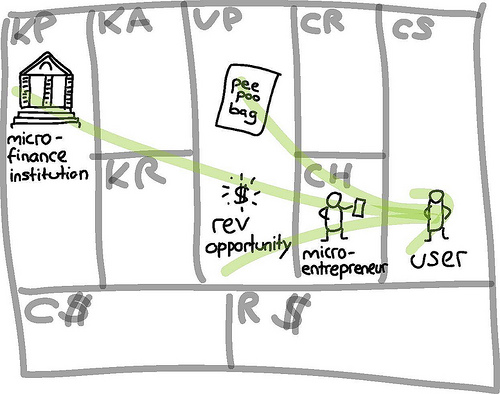 KP
KA
VP
CR
CS
pee
poo
bag
micro-
finance
institution
KR
$
rev
opportunity
CH
micro-
entrepreneur
user
C$
R $